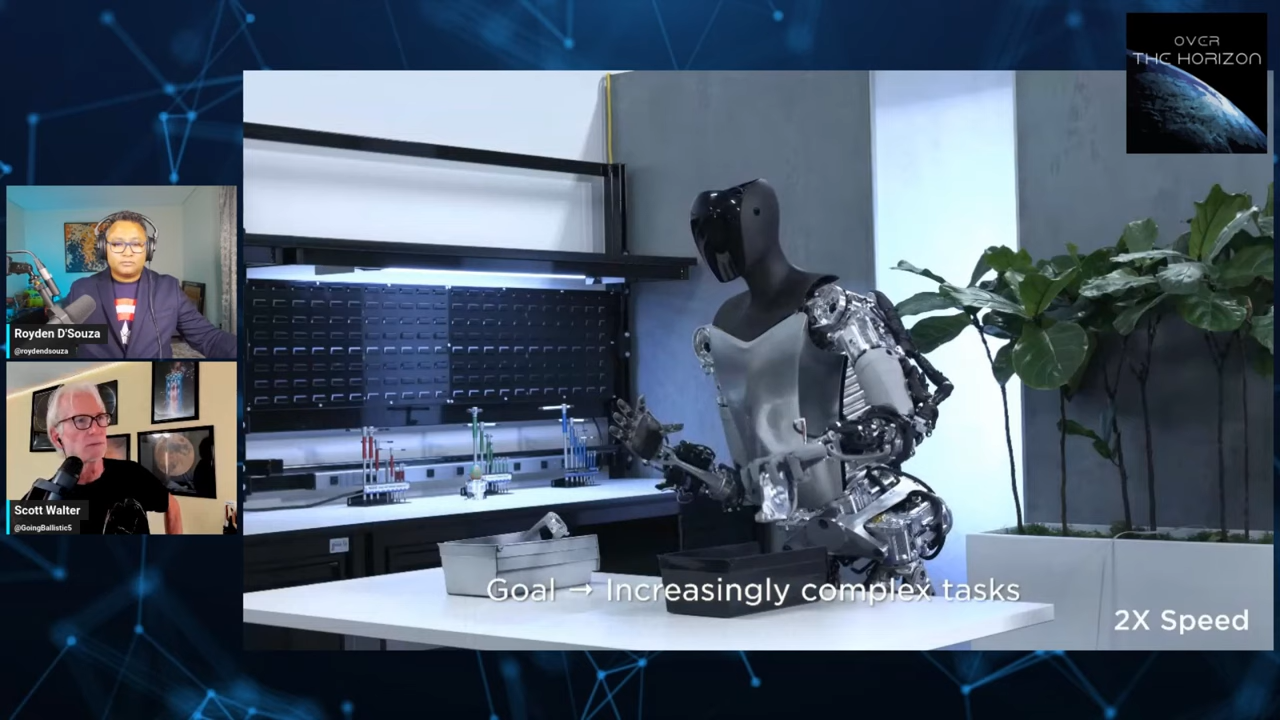 OVER
THE HORIZON
Royden D'Souza
@roydendsouza
Scott Walter
@GoingBallistic5
Goal → Increasingly complex tasks
2X Speed